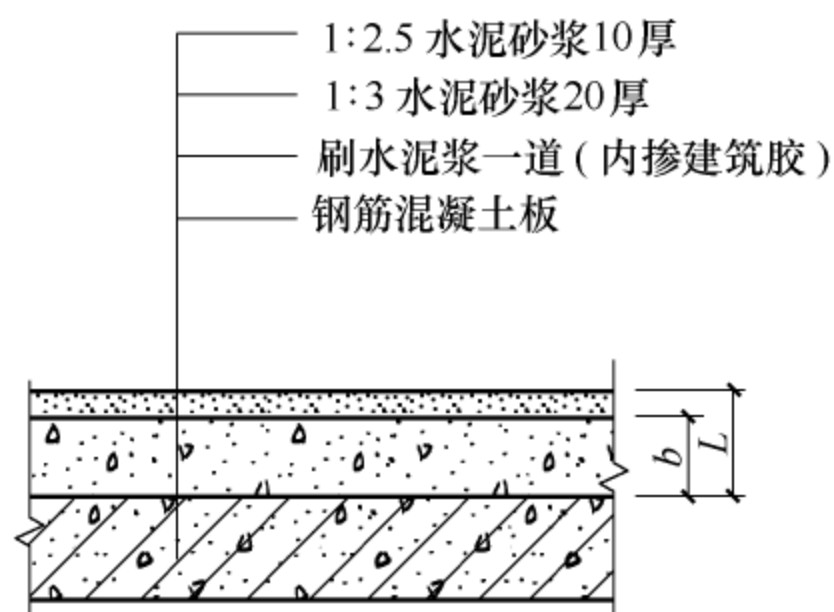 1:2.5 水泥砂浆10厚
1:3 水泥砂浆20厚
刷水泥浆一道(内掺建筑胶)
钢筋混凝土板
b
L